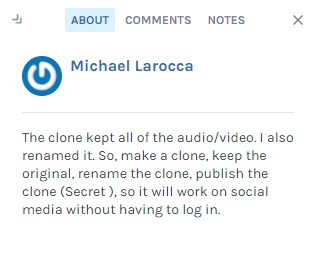 ABOUT COMMENTS NOTES
Michael Larocca
The clone kept all of the audio/video. I also
renamed it. So, make a clone, keep the
original, rename the clone, publish the
clone (Secret ), so it will work on social
media without having to log in.